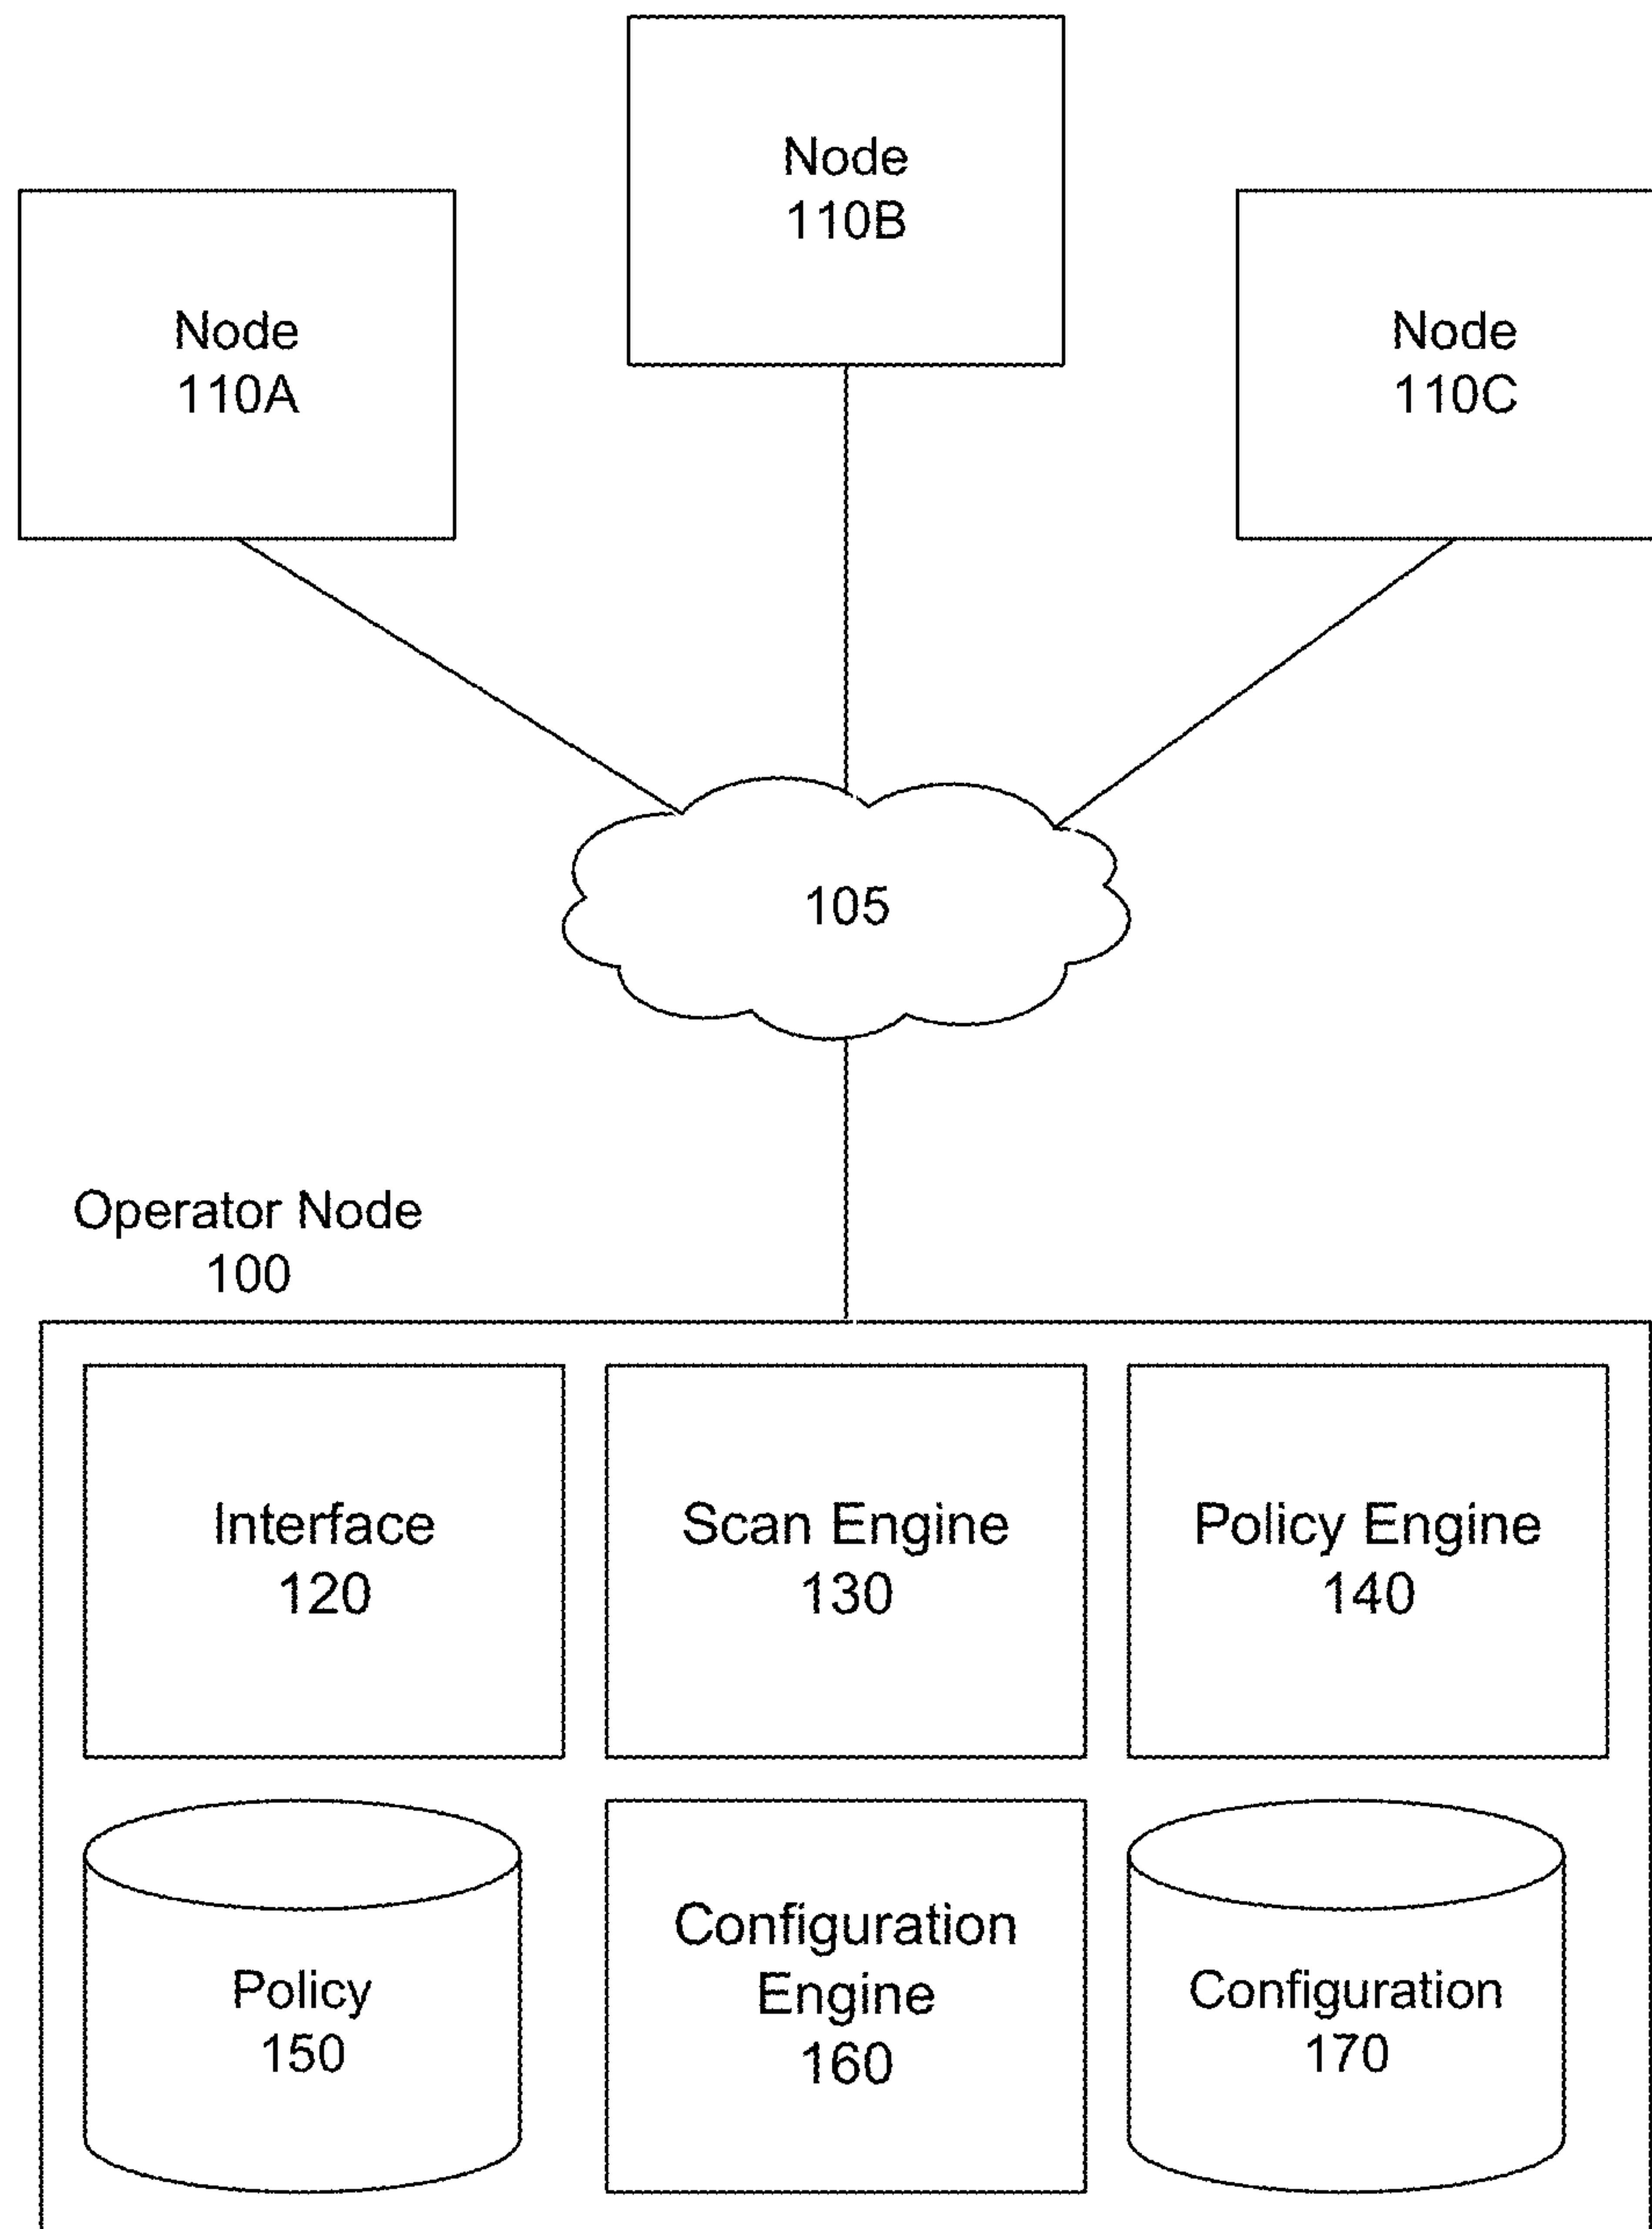 Node
110B
Node
110A
Node
110C
105
Operator Node
100
Interface
120
Scan Engine
130
Policy Engine
140
Policy
150
Configuration
Engine
160
Configuration
170